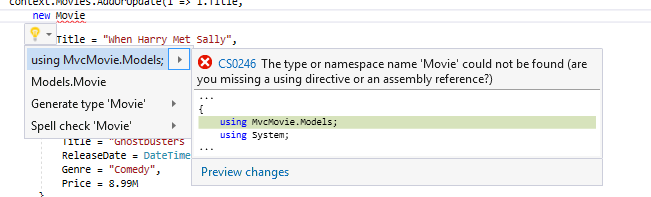 context.Movies.AddOrUpdate(i => i.Title,
new Movie
Title = "When Harry Met Sally",
using MvcMovie.Models;
Models.Movie
Generate type 'Movie'
Spell check 'Movie'
CS0246 The type or namespace name 'Movie' could not be found (are
you missing a using directive or an assembly reference?)
...
{
using MvcMovie.Models;
using System;
...
Preview changes
Title = "Ghostbusters
ReleaseDate = DateTime
Genre = "Comedy",
Price = 8.99M
}